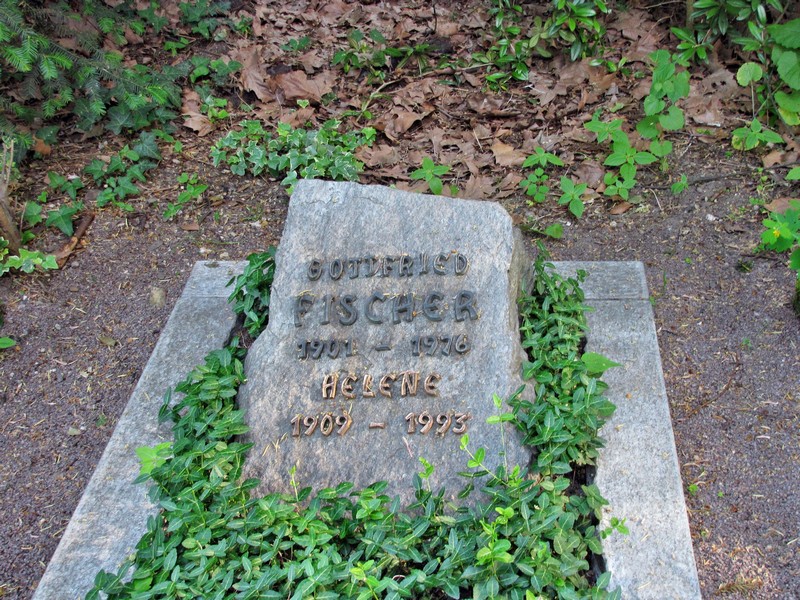 GOTTFRIED
FISCHER
1901 – 1976
HELENE
1909 – 1993